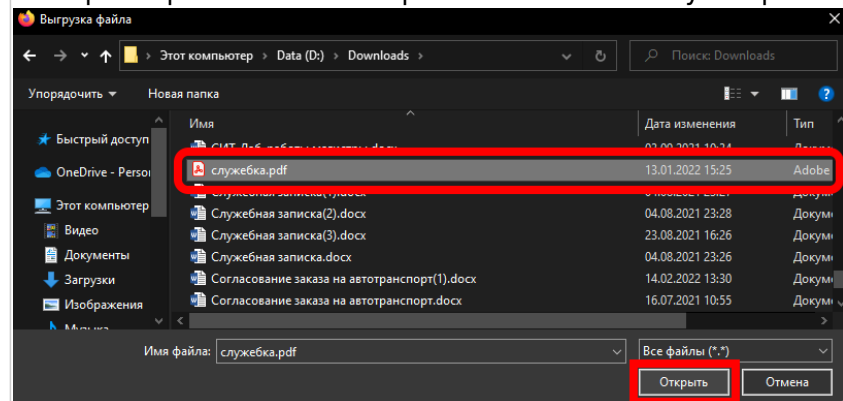 Выгрузка файла
Этот компьютер > Data (D:) > Downloads >
Поиск: Downloads
Упорядочить Новая папка
Имя Дата изменения Тип
Быстрый доступ
служебка.pdf 13.01.2022 15:25 Adobe
OneDrive - Person
Служебная записка(2).docx 04.08.2021 23:28 Докум
Этот компьютер
Служебная записка(3).docx 23.08.2021 16:26 Докум
Видео
Служебная записка.docx 04.08.2021 23:26 Докум
Документы
Согласование заказа на автотранспорт(1).docx 14.02.2022 13:30 Докум
Загрузки
Согласование заказа на автотранспорт.docx 16.07.2021 10:55 Докум
Изображения
Имя файла: служебка.pdf Все файлы (*.*)
Открыть Отмена